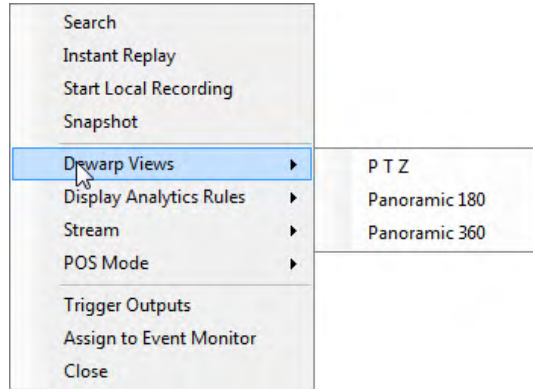 Search
Instant Replay
Start Local Recording
Snapshot
Dewarp Views
P T Z
Display Analytics Rules
Panoramic 180
Stream
Panoramic 360
POS Mode
Trigger Outputs
Assign to Event Monitor
Close